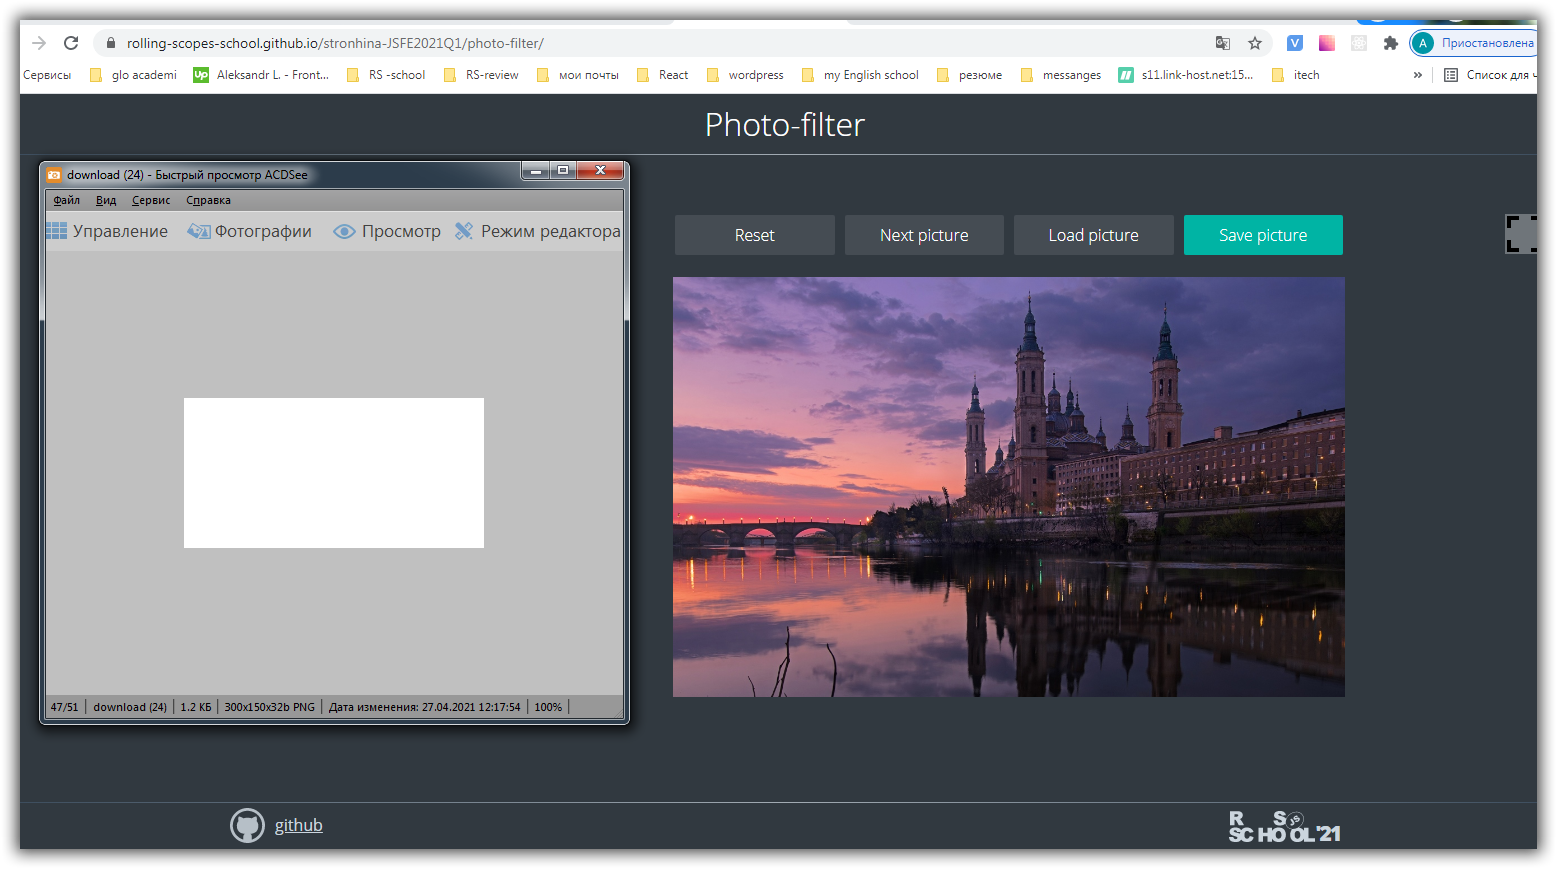 rolling-scopes-school.github.io/stronhina-JSFE2021Q1/photo-filter/
V
A Приостановлена
Сервисы glo academi Up Aleksandr L. - Front... RS -school RS-review мои почты React wordpress my English school резюме messanges s11.link-host.net:15... itech » Список для ч
Photo-filter
download (24) - Быстрый просмотр ACDSee
Файл Вид Сервис Справка
Управление Фотографии Просмотр Режим редактора
47/51 download (24) 1.2 КБ 300x150x32b PNG Дата изменения: 27.04.2021 12:17:54 100%
Reset Next picture Load picture Save picture
github
R S JS
SCHOOL'21